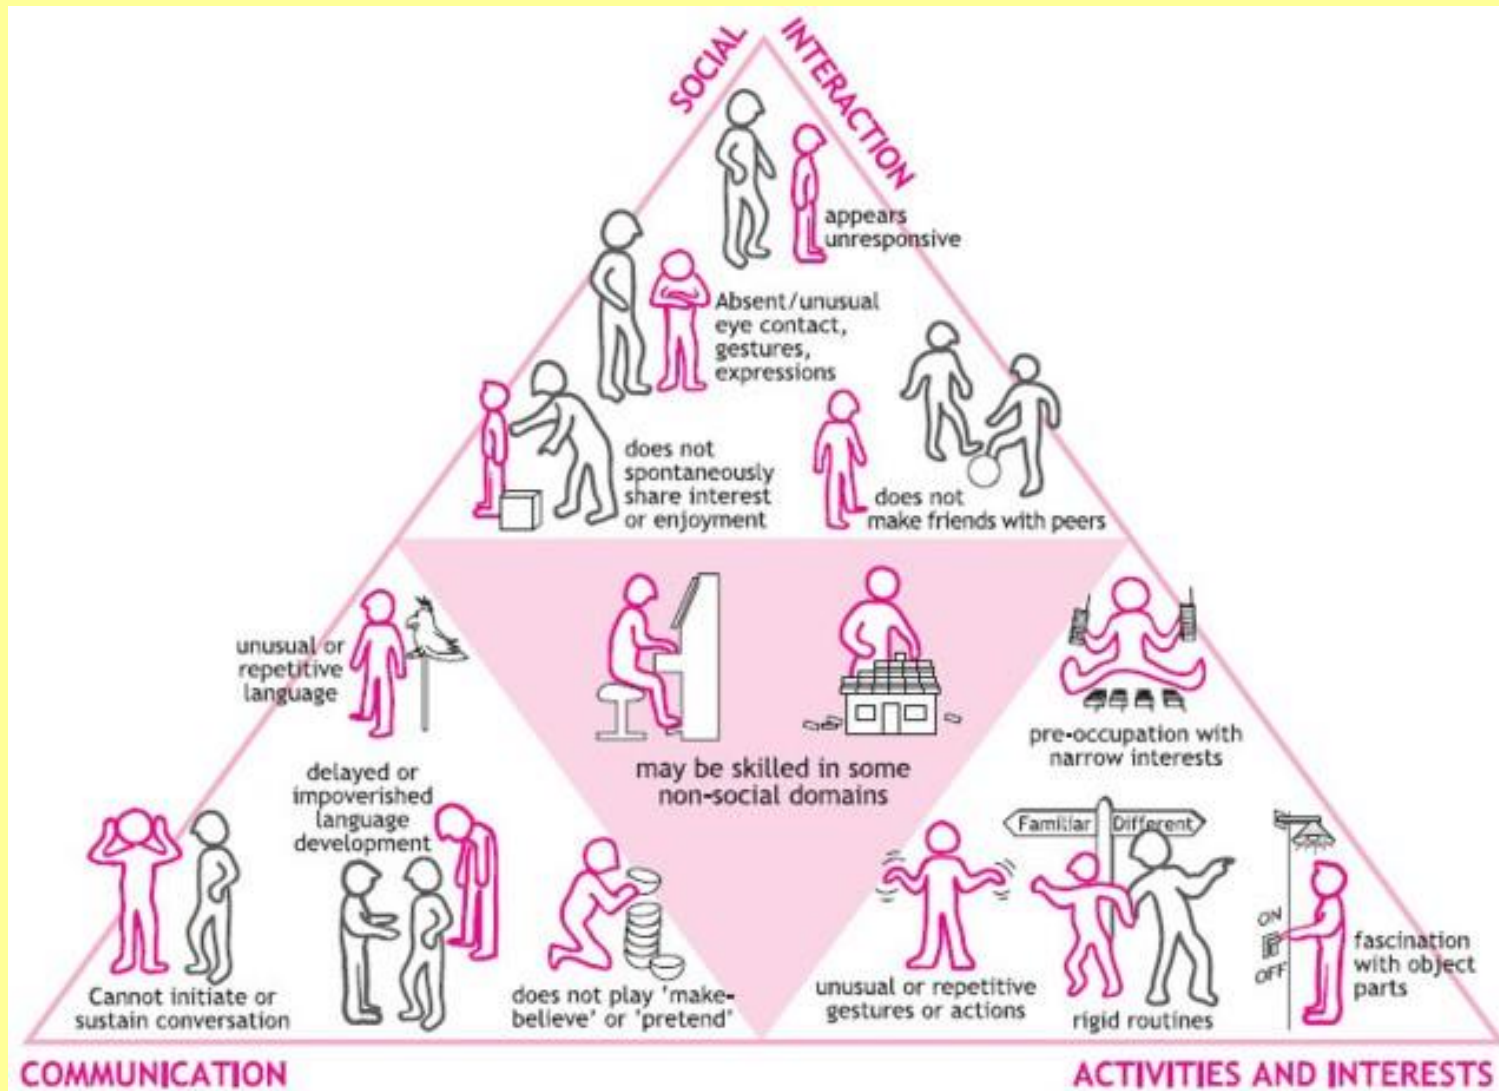 SOCIAL
INTERACTION
appears
unresponsive
Absent/unusual
eye contact,
gestures,
expressions
does not
spontaneously
share interest
or enjoyment
does not
make friends with peers
unusual or
repetitive
language
may be skilled in some
non-social domains
pre-occupation with
narrow interests
delayed or
impoverished
language
development
Familiar
Different
ON
OFF
fascination
with object
parts
Cannot initiate or
sustain conversation
does not play 'make-
believe' or 'pretend'
unusual or repetitive
gestures or actions
rigid routines
COMMUNICATION
ACTIVITIES AND INTERESTS